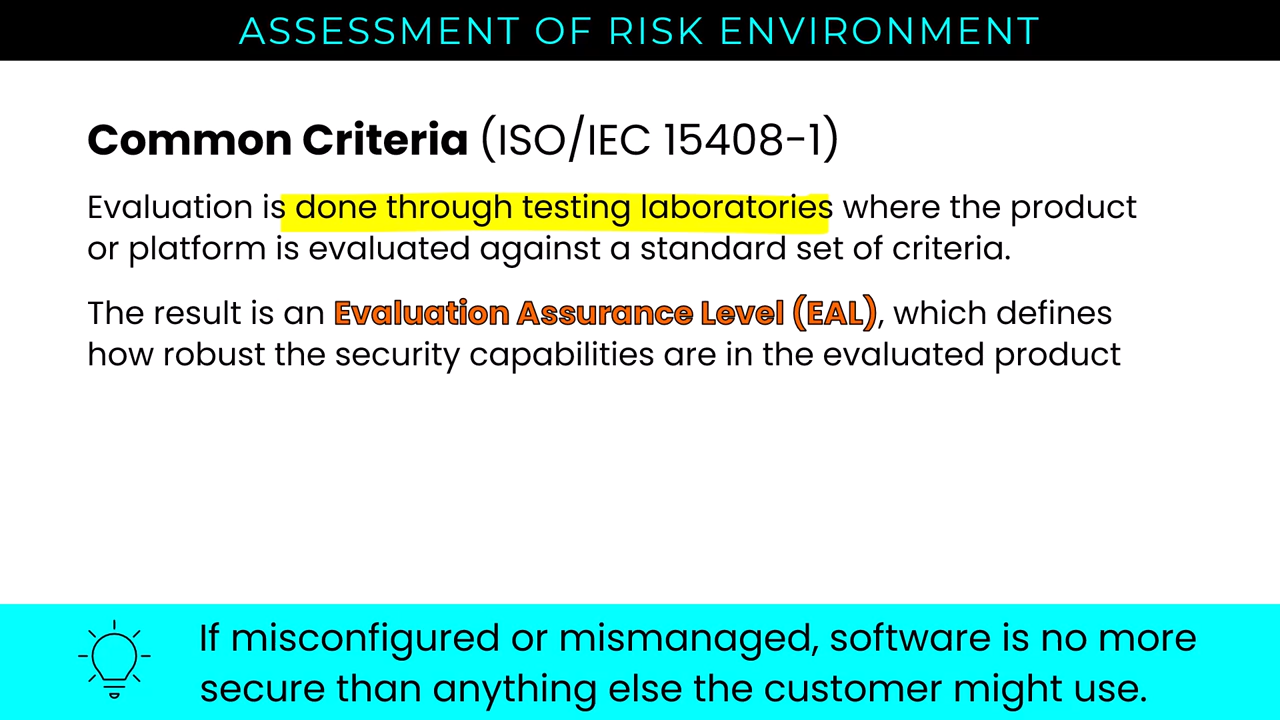 ASSESSMENT OF RISK ENVIRONMENT
Common Criteria (ISO/IEC 15408-1)
Evaluation is done through testing laboratories where the product
or platform is evaluated against a standard set of criteria.
The result is an Evaluation Assurance Level (EAL), which defines
how robust the security capabilities are in the evaluated product
If misconfigured or mismanaged, software is no more
secure than anything else the customer might use.